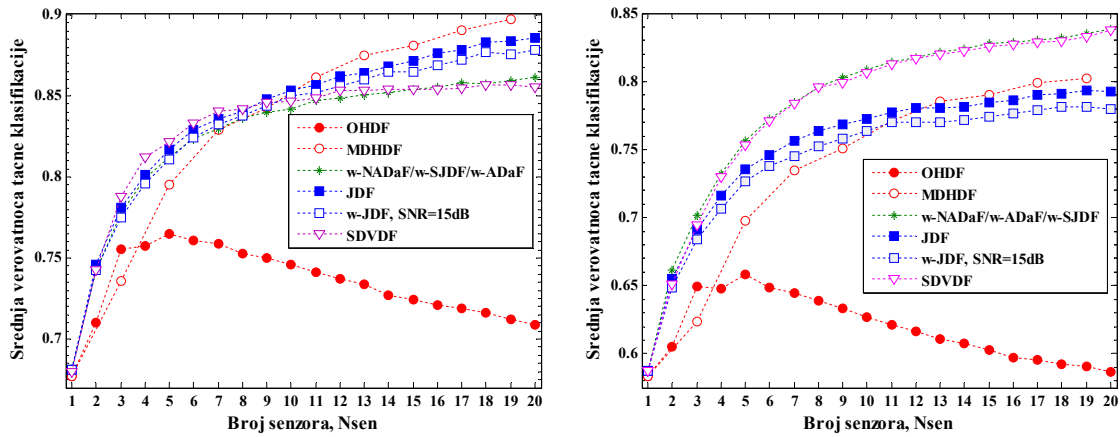 Srednja verovatnoca tacne klasifikacije
0.9
0.85
0.8
0.75
0.7
OHDF
MDHDF
w-NADaF/w-SJDF/w-ADaF
JDF
w-JDF, SNR=15dB
SDVDF
1 2 3 4 5 6 7 8 9 10 11 12 13 14 15 16 17 18 19 20
Broj senzora, Nsen
Srednja verovatnoca tacne klasifikacije
0.85
0.8
0.75
0.7
0.65
0.6
OHDF
MDHDF
w-NADaF/w-ADaF/w-SJDF
JDF
w-JDF, SNR=15dB
SDVDF
1 2 3 4 5 6 7 8 9 10 11 12 13 14 15 16 17 18 19 20
Broj senzora, Nsen